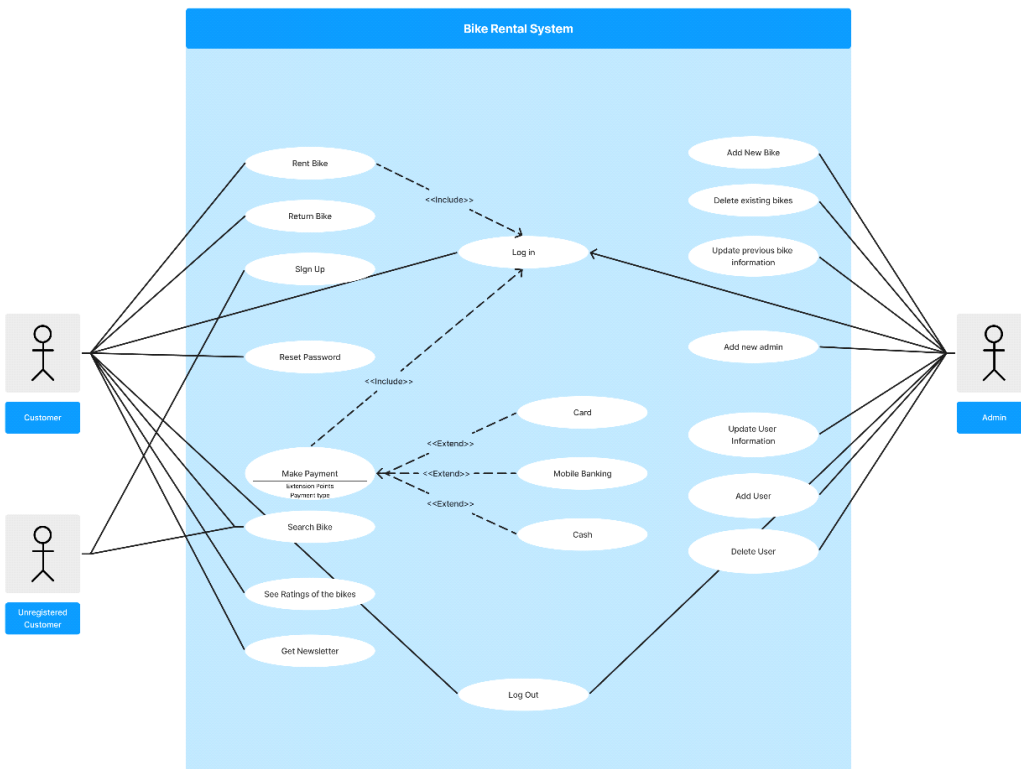 Bike Rental System
Rent Bike
Return Bike
SIgn Up
Reset Password
Make Payment
Extension Points
Payment type
Search Bike
See Ratings of the bikes
Get Newsletter
<<Include>>
Log in
<<Include>>
<<Extend>>
<<Extend>>
<<Extend>>
Card
Mobile Banking
Cash
Log Out
Add New Bike
Delete existing bikes
Update previous bike
information
Add new admin
Update User
Information
Add User
Delete User
Customer
Unregistered
Customer
Admin